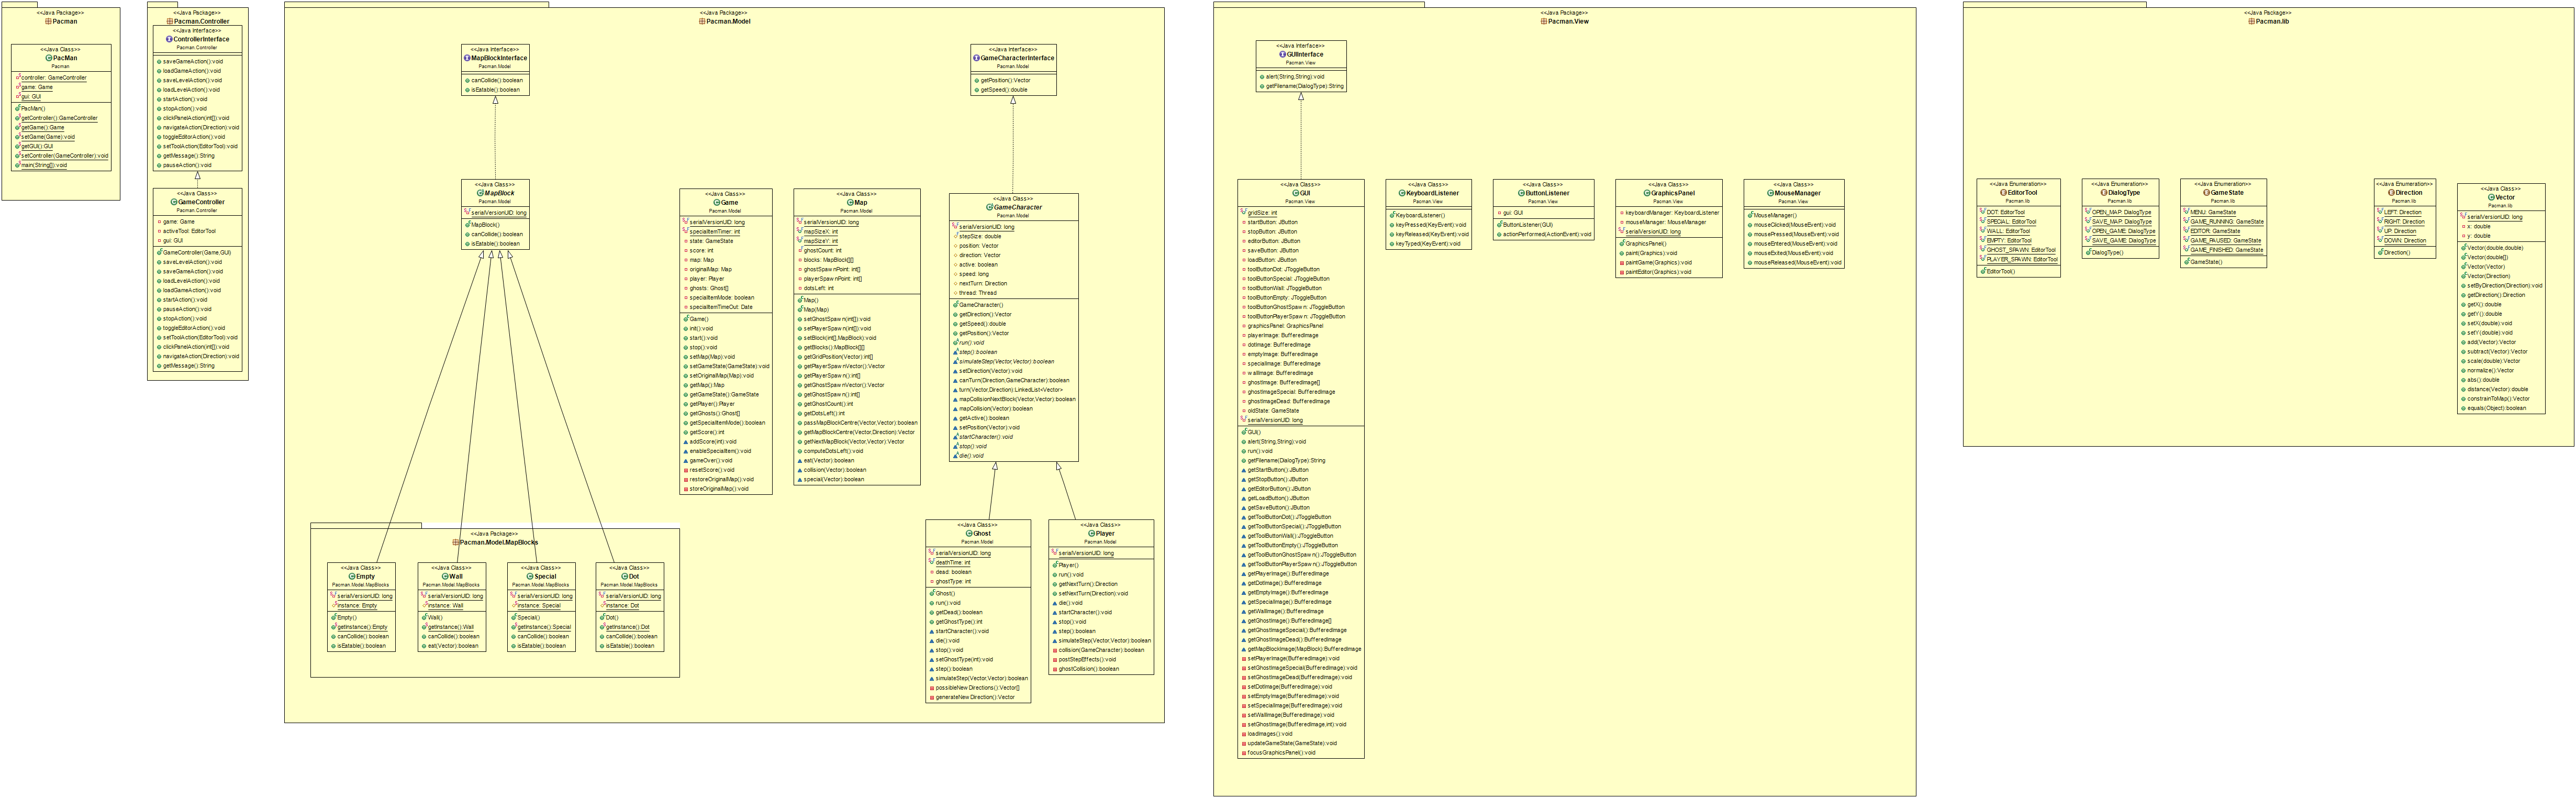 <<Java Package>>
Pacman
<<Java Class>>
PacMan
Pacman
controller: GameController
game: Game
gui: GUI
PacMan()
getController():GameController
getGame():Game
setGame(Game):void
getGUI():GUI
setController(GameController):void
main(String[]):void
<<Java Package>>
Pacman.Controller
<<Java Interface>>
ControllerInterface
Pacman.Controller
saveGameAction():void
loadGameAction():void
saveLevelAction():void
loadLevelAction():void
startAction():void
stopAction():void
clickPanelAction(int[]):void
navigateAction(Direction):void
toggleEditorAction():void
setToolAction(EditorTool):void
getMessage():String
pauseAction():void
<<Java Class>>
GameController
Pacman.Controller
game: Game
activeTool: EditorTool
gui: GUI
GameController(Game,GUI)
saveLevelAction():void
saveGameAction():void
loadLevelAction():void
loadGameAction():void
startAction():void
pauseAction():void
stopAction():void
toggleEditorAction():void
setToolAction(EditorTool):void
clickPanelAction(int[]):void
navigateAction(Direction):void
getMessage():String
<<Java Package>>
Pacman.Model
<<Java Interface>>
MapBlockInterface
Pacman.Model
canCollide():boolean
isEatable():boolean
<<Java Interface>>
GameCharacterInterface
Pacman.Model
getPosition():Vector
getSpeed():double
<<Java Class>>
MapBlock
Pacman.Model
serialVersionUID: long
MapBlock()
canCollide():boolean
isEatable():boolean
<<Java Class>>
Game
Pacman.Model
serialVersionUID: long
specialItemTimer: int
state: GameState
score: int
map: Map
originalMap: Map
player: Player
ghosts: Ghost[]
specialItemMode: boolean
specialItemTimeOut: Date
Game()
init():void
start():void
stop():void
setMap(Map):void
setGameState(GameState):void
setOriginalMap(Map):void
getMap():Map
getGameState():GameState
getPlayer():Player
getGhosts():Ghost[]
getSpecialItemMode():boolean
getScore():int
addScore(int):void
enableSpecialItem():void
gameOver():void
resetScore():void
restoreOriginalMap():void
storeOriginalMap():void
<<Java Class>>
Map
Pacman.Model
serialVersionUID: long
mapSizeX: int
mapSizeY: int
ghostCount: int
blocks: MapBlock[][]
ghostSpawnPoint: int[]
playerSpawnPoint: int[]
dotsLeft: int
Map()
Map(Map)
setGhostSpawn(int[]):void
setPlayerSpawn(int[]):void
setBlock(int[],MapBlock):void
getBlocks():MapBlock[][]
getGridPosition(Vector):int[]
getPlayerSpawnVector():Vector
getPlayerSpawn():int[]
getGhostSpawnVector():Vector
getGhostSpawn():int[]
getGhostCount():int
getDotsLeft():int
passMapBlockCentre(Vector,Vector):boolean
getMapBlockCentre(Vector,Direction):Vector
getNextMapBlock(Vector,Vector):Vector
computeDotsLeft():void
eat(Vector):boolean
collision(Vector):boolean
special(Vector):boolean
<<Java Class>>
GameCharacter
Pacman.Model
serialVersionUID: long
stepSize: double
position: Vector
direction: Vector
active: boolean
speed: long
nextTurn: Direction
thread: Thread
GameCharacter()
getDirection():Vector
getSpeed():double
getPosition():Vector
run():void
step():boolean
simulateStep(Vector,Vector):boolean
setDirection(Vector):void
canTurn(Direction,GameCharacter):boolean
turn(Vector,Direction):LinkedList<Vector>
mapCollisionNextBlock(Vector,Vector):boolean
mapCollision(Vector):boolean
getActive():boolean
setPosition(Vector):void
startCharacter():void
stop():void
die():void
<<Java Package>>
Pacman.Model.MapBlocks
<<Java Class>>
Empty
Pacman.Model.MapBlocks
serialVersionUID: long
instance: Empty
Empty()
getInstance():Empty
canCollide():boolean
isEatable():boolean
<<Java Class>>
Wall
Pacman.Model.MapBlocks
serialVersionUID: long
instance: Wall
Wall()
getInstance():Wall
canCollide():boolean
eat(Vector):boolean
<<Java Class>>
Special
Pacman.Model.MapBlocks
serialVersionUID: long
instance: Special
Special()
getInstance():Special
canCollide():boolean
isEatable():boolean
<<Java Class>>
Dot
Pacman.Model.MapBlocks
serialVersionUID: long
instance: Dot
Dot()
getInstance():Dot
canCollide():boolean
isEatable():boolean
<<Java Class>>
Ghost
Pacman.Model
serialVersionUID: long
deathTime: int
dead: boolean
ghostType: int
Ghost()
run():void
getDead():boolean
getGhostType():int
startCharacter():void
die():void
stop():void
setGhostType(int):void
step():boolean
simulateStep(Vector,Vector):boolean
possibleNewDirections():Vector[]
generateNewDirection():Vector
<<Java Class>>
Player
Pacman.Model
serialVersionUID: long
Player()
run():void
getNextTurn():Direction
setNextTurn(Direction):void
die():void
startCharacter():void
stop():void
step():boolean
simulateStep(Vector,Vector):boolean
collision(GameCharacter):boolean
postStepEffects():void
ghostCollision():boolean
<<Java Package>>
Pacman.View
<<Java Interface>>
GUIInterface
Pacman.View
alert(String,String):void
getFilename(DialogType):String
<<Java Class>>
GUI
Pacman.View
gridSize: int
startButton: JButton
stopButton: JButton
editorButton: JButton
saveButton: JButton
loadButton: JButton
toolButtonDot: JToggleButton
toolButtonSpecial: JToggleButton
toolButtonWall: JToggleButton
toolButtonEmpty: JToggleButton
toolButtonGhostSpawn: JToggleButton
toolButtonPlayerSpawn: JToggleButton
graphicsPanel: GraphicsPanel
playerImage: BufferedImage
dotImage: BufferedImage
emptyImage: BufferedImage
specialImage: BufferedImage
wallImage: BufferedImage
ghostImage: BufferedImage[]
ghostImageSpecial: BufferedImage
ghostImageDead: BufferedImage
oldState: GameState
serialVersionUID: long
GUI()
alert(String,String):void
run():void
getFilename(DialogType):String
getStartButton():JButton
getStopButton():JButton
getEditorButton():JButton
getLoadButton():JButton
getSaveButton():JButton
getToolButtonDot():JToggleButton
getToolButtonSpecial():JToggleButton
getToolButtonWall():JToggleButton
getToolButtonEmpty():JToggleButton
getToolButtonGhostSpawn():JToggleButton
getToolButtonPlayerSpawn():JToggleButton
getPlayerImage():BufferedImage
getDotImage():BufferedImage
getEmptyImage():BufferedImage
getSpecialImage():BufferedImage
getWallImage():BufferedImage
getGhostImage():BufferedImage[]
getGhostImageSpecial():BufferedImage
getGhostImageDead():BufferedImage
getMapBlockImage(MapBlock):BufferedImage
setPlayerImage(BufferedImage):void
setGhostImageSpecial(BufferedImage):void
setGhostImageDead(BufferedImage):void
setDotImage(BufferedImage):void
setEmptyImage(BufferedImage):void
setSpecialImage(BufferedImage):void
setWallImage(BufferedImage):void
setGhostImage(BufferedImage,int):void
loadImages():void
updateGameState(GameState):void
focusGraphicsPanel():void
<<Java Class>>
KeyboardListener
Pacman.View
KeyboardListener()
keyPressed(KeyEvent):void
keyReleased(KeyEvent):void
keyTyped(KeyEvent):void
<<Java Class>>
ButtonListener
Pacman.View
gui: GUI
ButtonListener(GUI)
actionPerformed(ActionEvent):void
<<Java Class>>
GraphicsPanel
Pacman.View
keyboardManager: KeyboardListener
mouseManager: MouseManager
serialVersionUID: long
GraphicsPanel()
paint(Graphics):void
paintGame(Graphics):void
paintEditor(Graphics):void
<<Java Class>>
MouseManager
Pacman.View
MouseManager()
mouseClicked(MouseEvent):void
mousePressed(MouseEvent):void
mouseEntered(MouseEvent):void
mouseExited(MouseEvent):void
mouseReleased(MouseEvent):void
<<Java Package>>
Pacman.lib
<<Java Enumeration>>
EditorTool
Pacman.lib
DOT: EditorTool
SPECIAL: EditorTool
WALL: EditorTool
EMPTY: EditorTool
GHOST_SPAWN: EditorTool
PLAYER_SPAWN: EditorTool
EditorTool()
<<Java Enumeration>>
DialogType
Pacman.lib
OPEN_MAP: DialogType
SAVE_MAP: DialogType
OPEN_GAME: DialogType
SAVE_GAME: DialogType
DialogType()
<<Java Enumeration>>
GameState
Pacman.lib
MENU: GameState
GAME_RUNNING: GameState
EDITOR: GameState
GAME_PAUSED: GameState
GAME_FINISHED: GameState
GameState()
<<Java Enumeration>>
Direction
Pacman.lib
LEFT: Direction
RIGHT: Direction
UP: Direction
DOWN: Direction
Direction()
<<Java Class>>
Vector
Pacman.lib
serialVersionUID: long
x: double
y: double
Vector(double,double)
Vector(double[])
Vector(Vector)
Vector(Direction)
setByDirection(Direction):void
getDirection():Direction
getX():double
getY():double
setX(double):void
setY(double):void
add(Vector):Vector
subtract(Vector):Vector
scale(double):Vector
normalize():Vector
abs():double
distance(Vector):double
constrainToMap():Vector
equals(Object):boolean